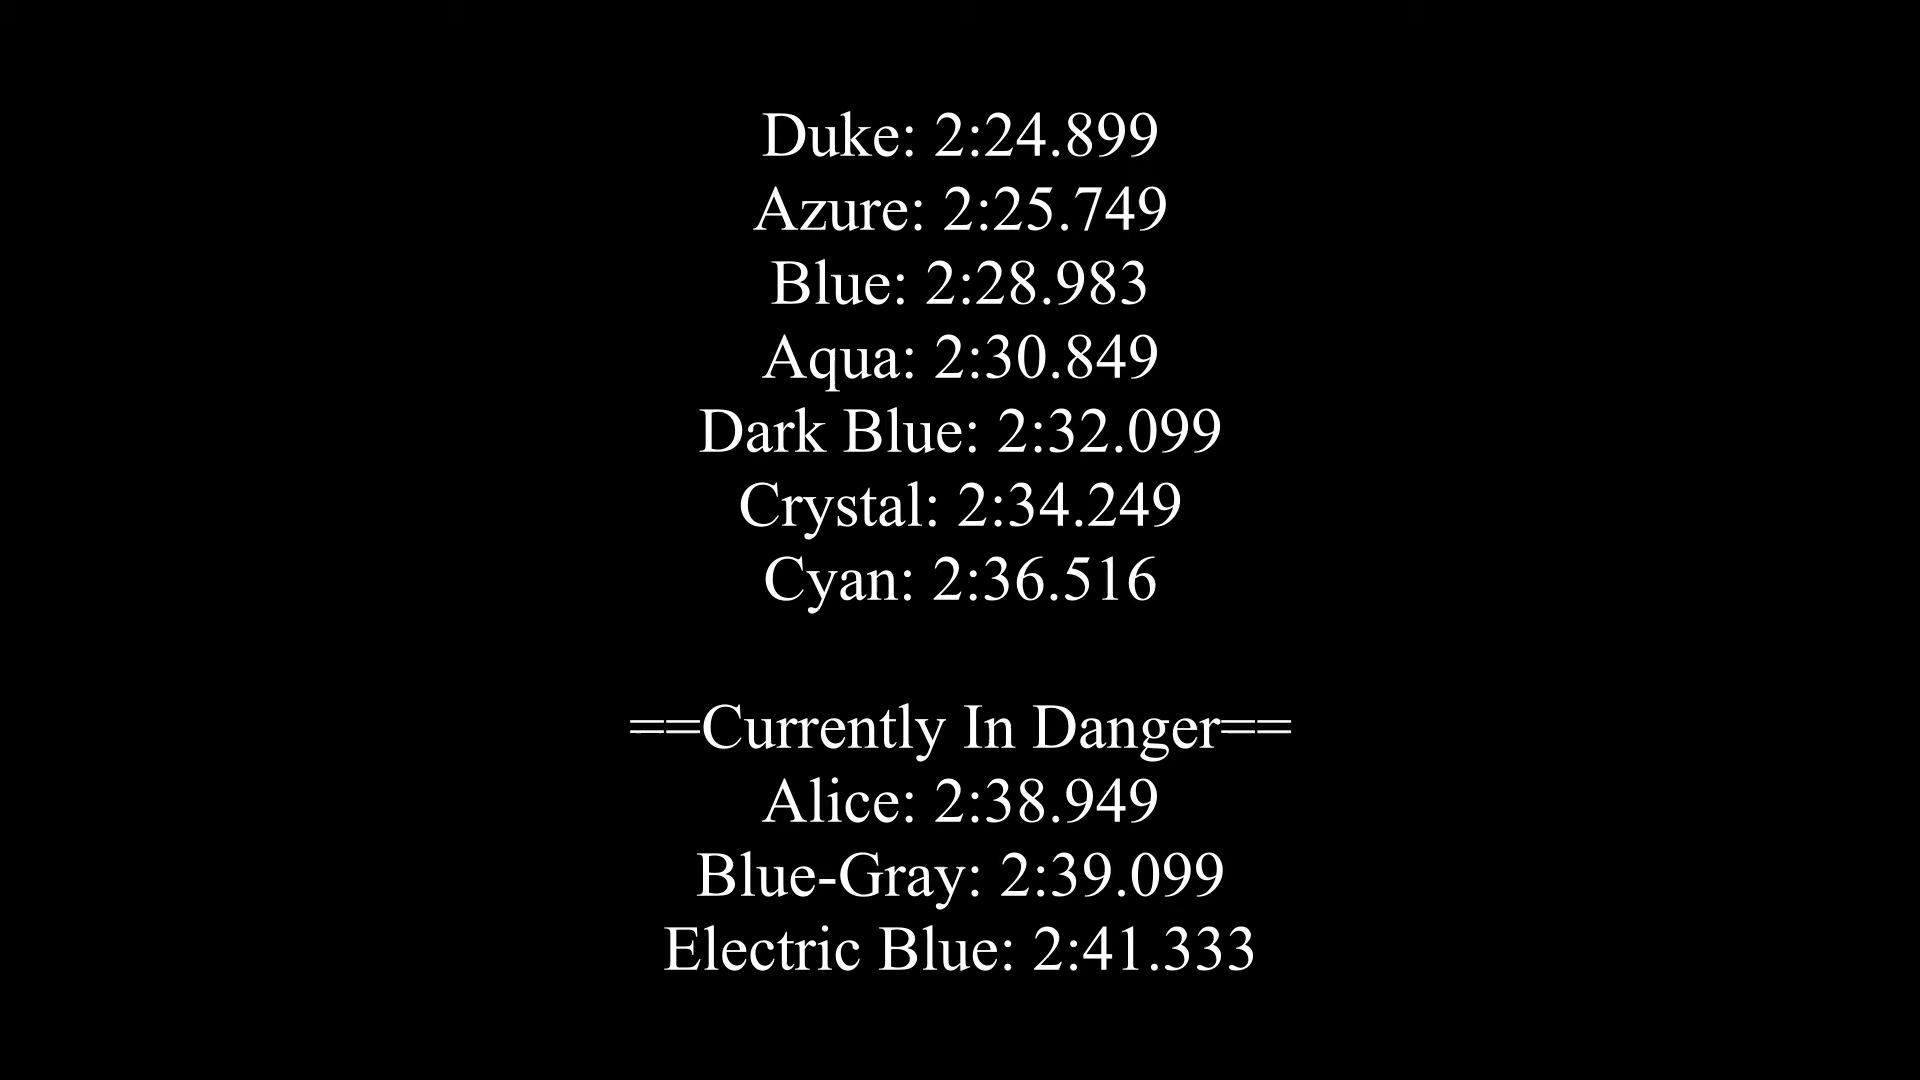 Duke: 2:24.899
Azure: 2:25.749
Blue: 2:28.983
Aqua: 2:30.849
Dark Blue: 2:32.099
Crystal: 2:34.249
Cyan: 2:36.516
==Currently In Danger==
Alice: 2:38.949
Blue-Gray: 2:39.099
Electric Blue: 2:41.333